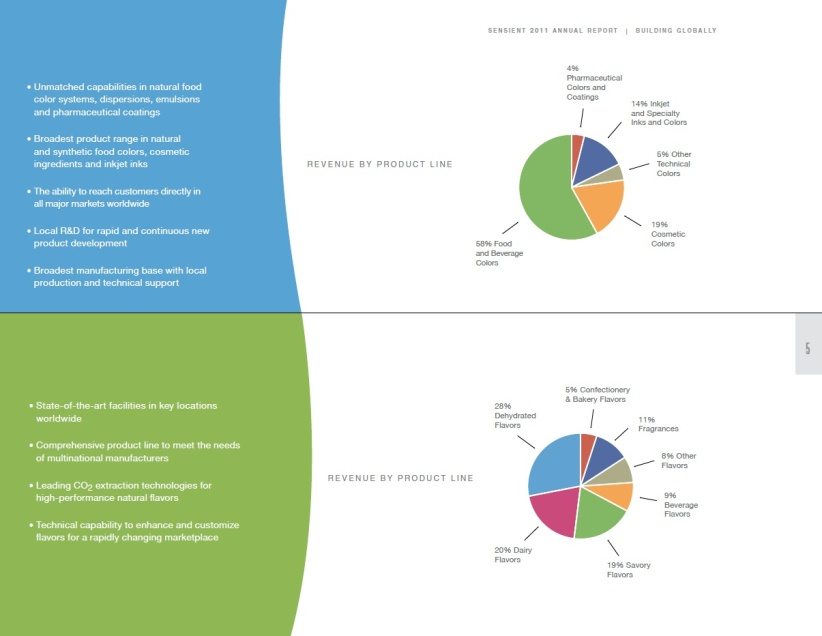 SENSIENT 2011 ANNUAL REPORT | BUILDING GLOBALLY
• Unmatched capabilities in natural food
color systems, dispersions, emulsions
and pharmaceutical coatings
• Broadest product range in natural
and synthetic food colors, cosmetic
ingredients and inkjet inks
• The ability to reach customers directly in
all major markets worldwide
• Local R&D for rapid and continuous new
product development
• Broadest manufacturing base with local
production and technical support
REVENUE BY PRODUCT LINE
4%
Pharmaceutical
Colors and
Coatings
14% Inkjet
and Specialty
Inks and Colors
5% Other
Technical
Colors
19%
Cosmetic
Colors
58% Food
and Beverage
Colors
5
• State-of-the-art facilities in key locations
worldwide
• Comprehensive product line to meet the needs
of multinational manufacturers
• Leading CO2 extraction technologies for
high-performance natural flavors
• Technical capability to enhance and customize
flavors for a rapidly changing marketplace
REVENUE BY PRODUCT LINE
5% Confectionery
& Bakery Flavors
11%
Fragrances
8% Other
Flavors
9%
Beverage
Flavors
19% Savory
Flavors
20% Dairy
Flavors
28%
Dehydrated
Flavors